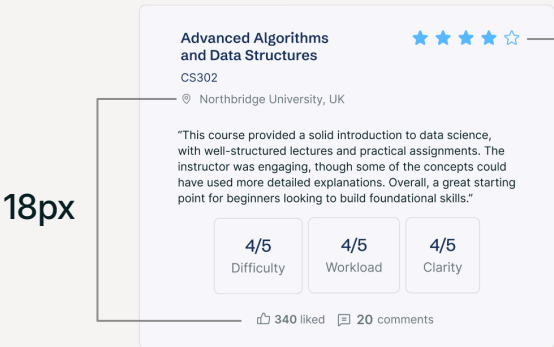 Advanced Algorithms
and Data Structures
CS302
Northbridge University, UK
“This course provided a solid introduction to data science,
with well-structured lectures and practical assignments. The
instructor was engaging, though some of the concepts could
have used more detailed explanations. Overall, a great starting
point for beginners looking to build foundational skills.”
18px
4/5 4/5 4/5
Difficulty Workload Clarity
340 liked 20 comments